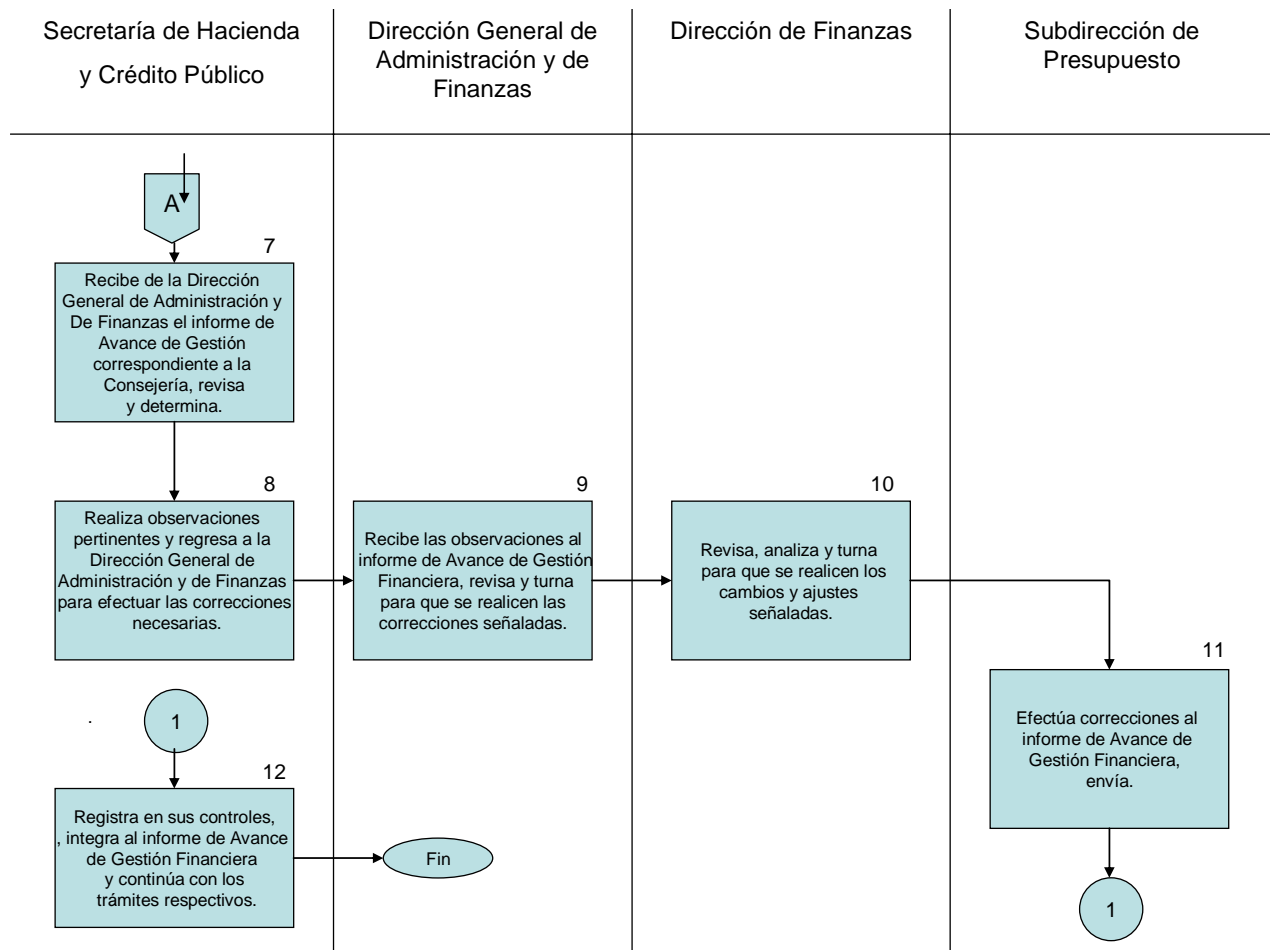 Secretaría de Hacienda
y Crédito Público
Dirección General de
Administración y de
Finanzas
Dirección de Finanzas
Subdirección de
Presupuesto
A
7
Recibe de la Dirección
General de Administración y
De Finanzas el informe de
Avance de Gestión
correspondiente a la
Consejería, revisa
y determina.
8
Realiza observaciones
pertinentes y regresa a la
Dirección General de
Administración y de Finanzas
para efectuar las correcciones
necesarias.
9
Recibe las observaciones al
informe de Avance de Gestión
Financiera, revisa y turna
para que se realicen las
correcciones señaladas.
10
Revisa, analiza y turna
para que se realicen los
cambios y ajustes
señaladas.
11
Efectúa correcciones al
informe de Avance de
Gestión Financiera,
envía.
1
.
1
12
Registra en sus controles,
, integra al informe de Avance
de Gestión Financiera
y continúa con los
trámites respectivos.
Fin